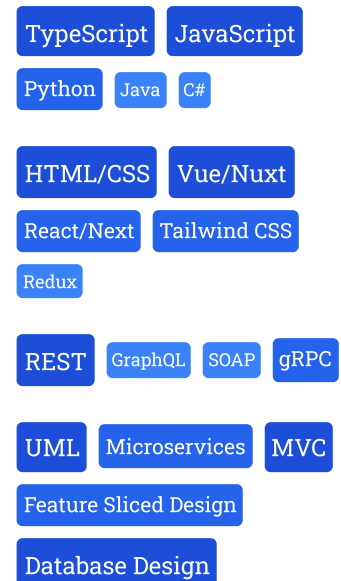 TypeScript JavaScript
Python Java C#
HTML/CSS Vue/Nuxt
React/Next Tailwind CSS
Redux
REST GraphQL SOAP gRPC
UML Microservices MVC
Feature Sliced Design
Database Design